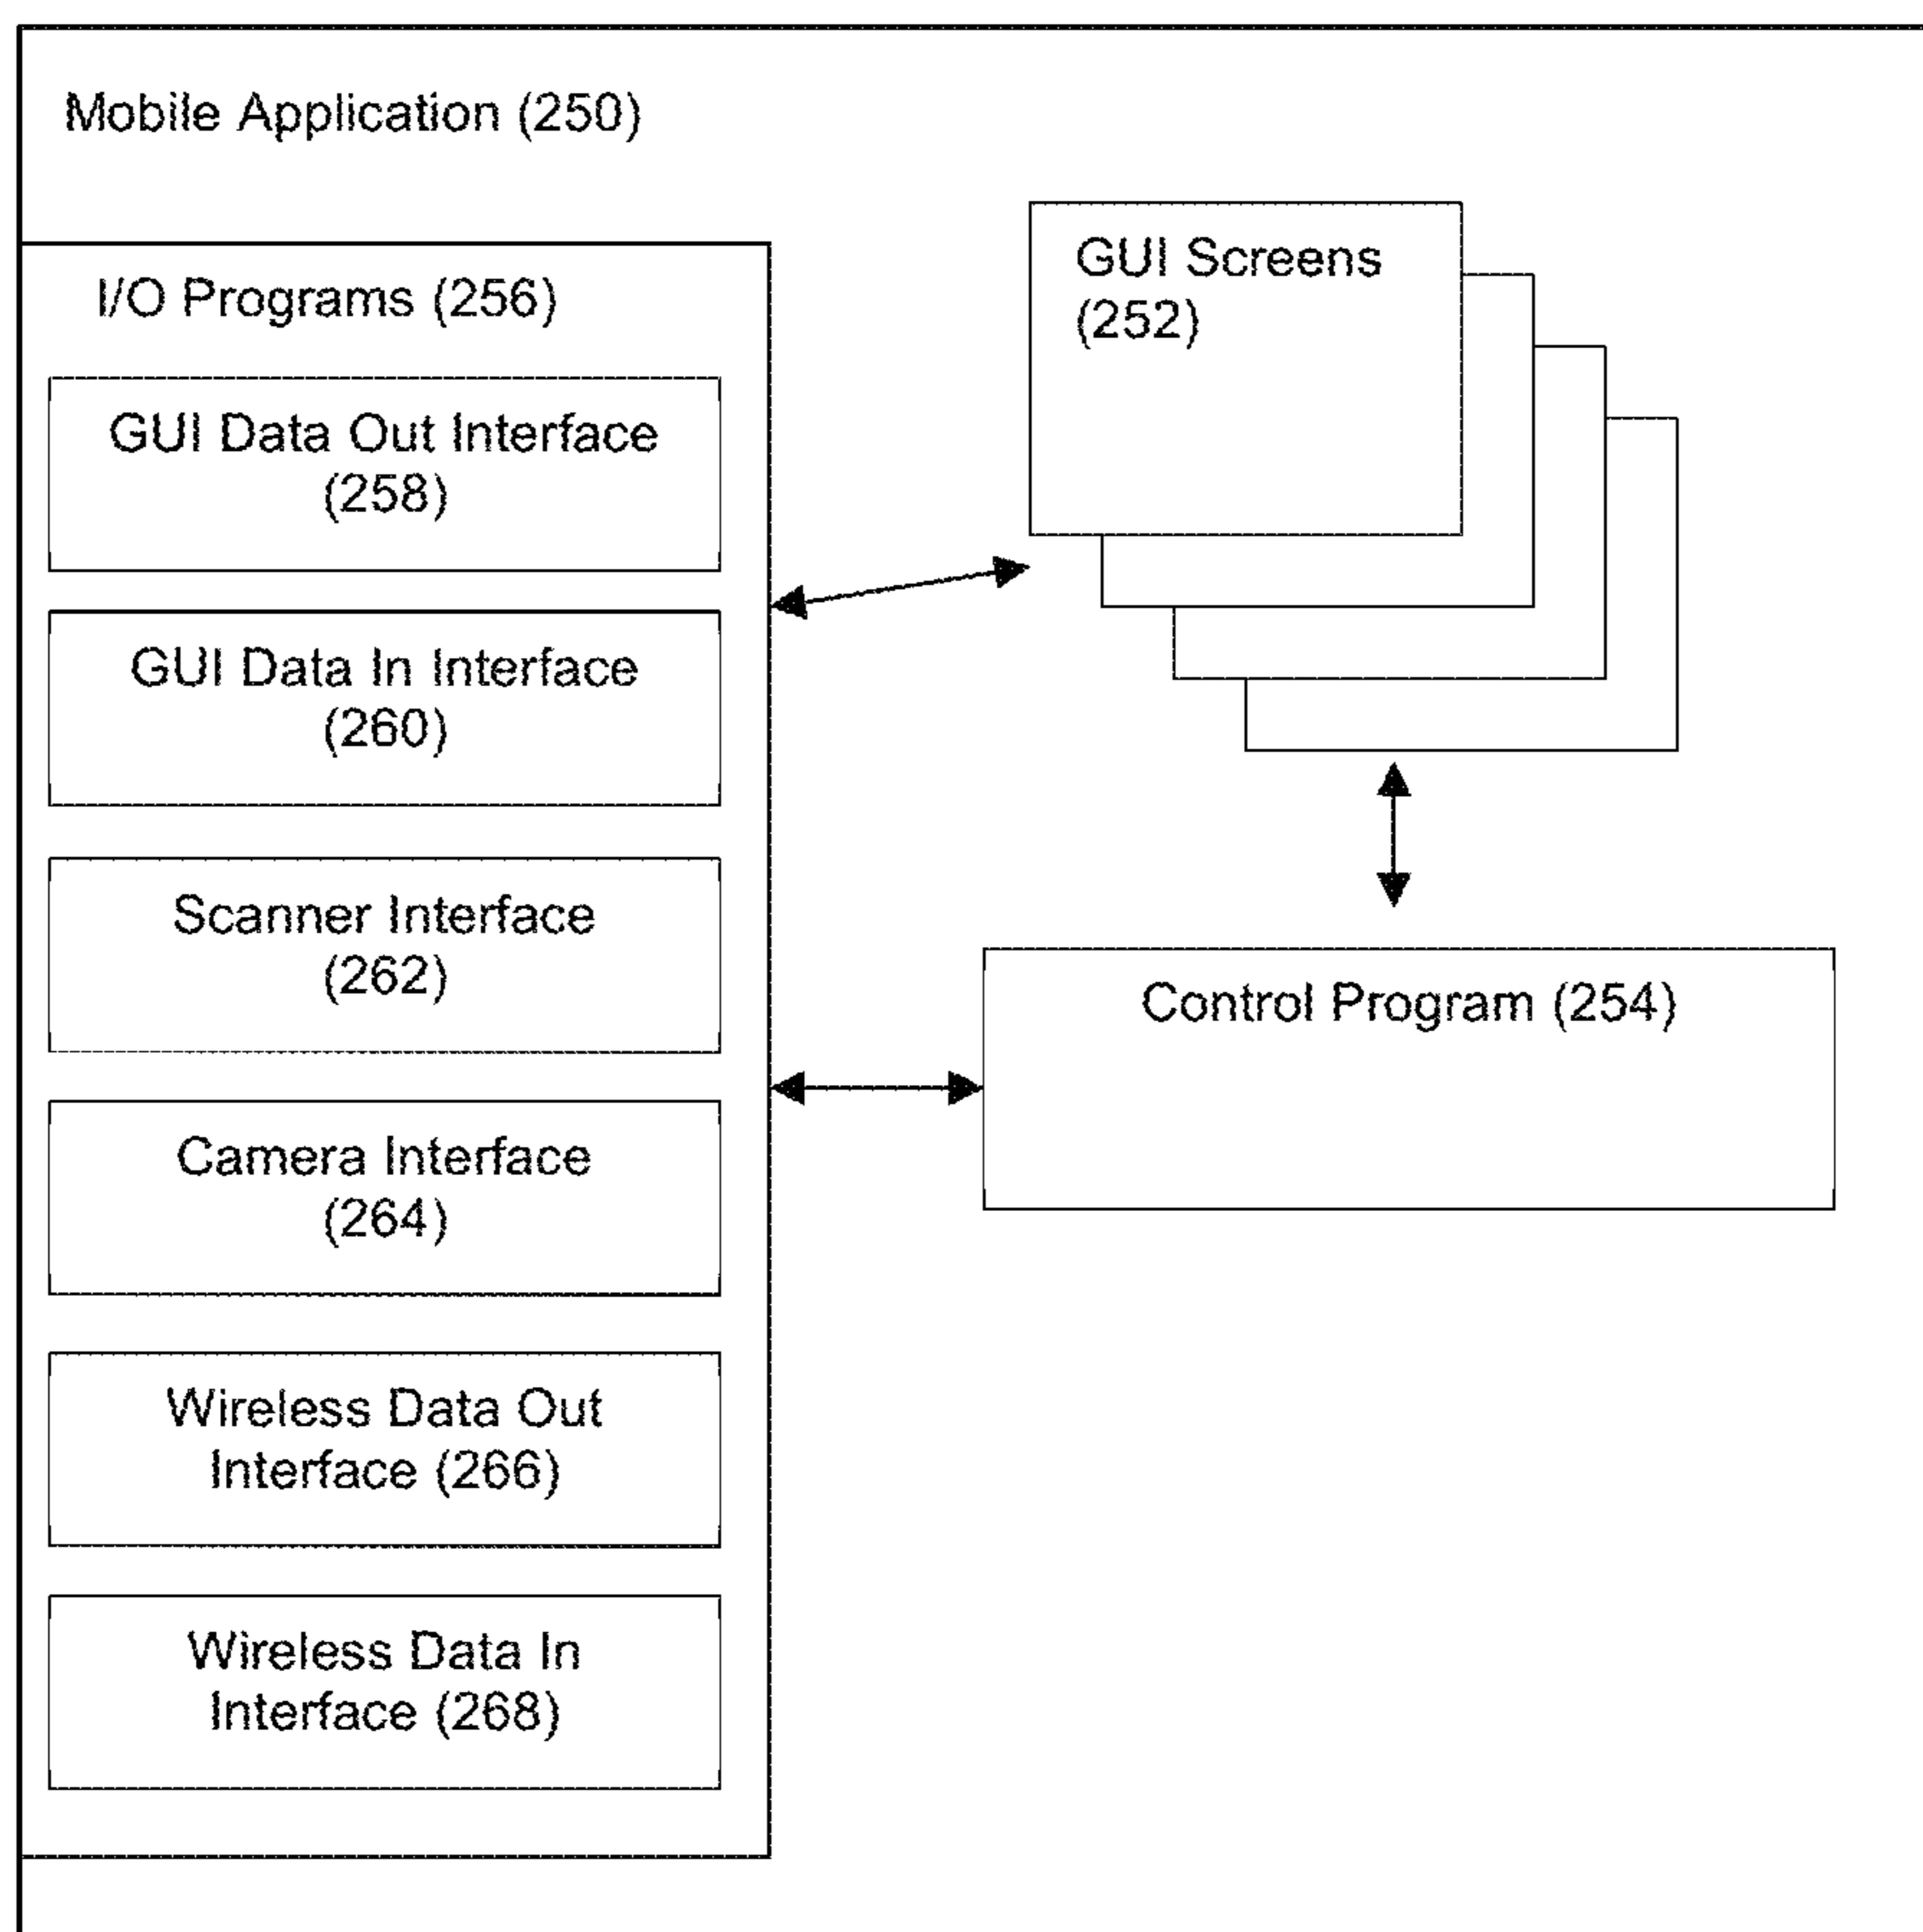 Mobile Application (250)
I/O Programs (256)
GUI Data Out Interface
(258)
GUI Data In Interface
(260)
Scanner Interface
(262)
Camera Interface
(264)
Wireless Data Out
Interface (266)
Wireless Data In
Interface (268)
GUI Screens
(252)
Control Program (254)